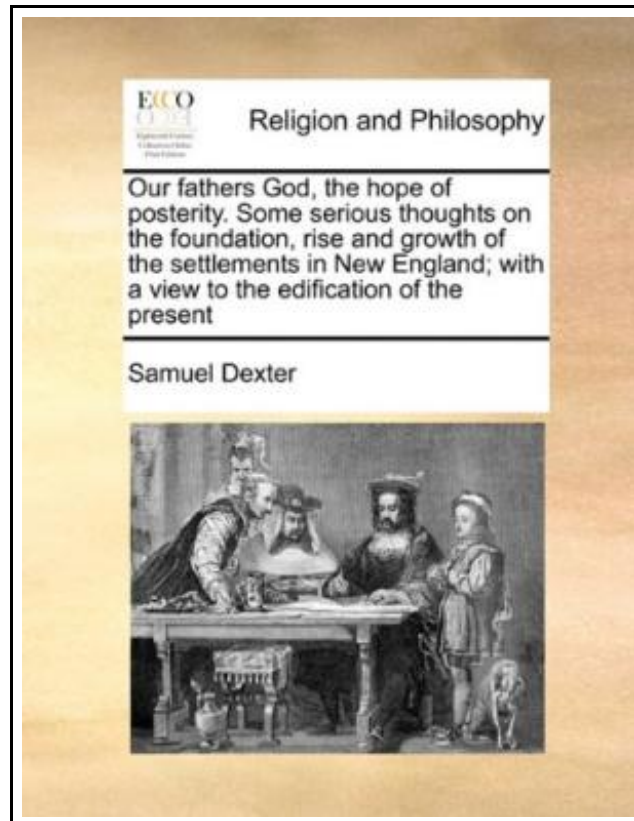 ECCO
Religion and Philosophy
Our fathers God, the hope of
posterity. Some serious thoughts on
the foundation, rise and growth of
the settlements in New England; with
a view to the edification of the
present
Samuel Dexter